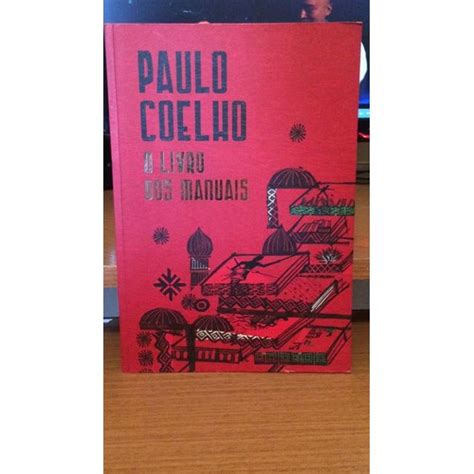 PAULO
COELHO
O LIVRO
DOS MANUAIS